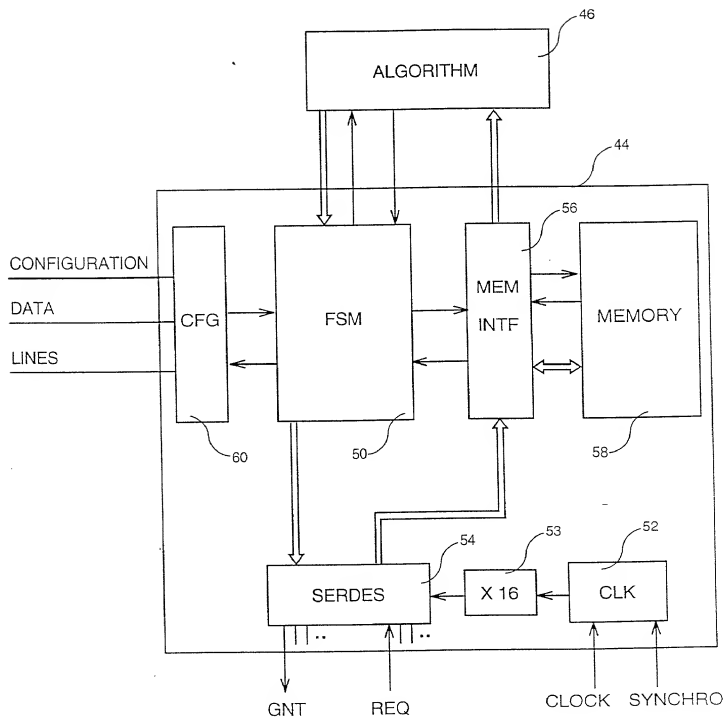 46
ALGORITHM
44
56
CONFIGURATION
DATA
LINES
CFG
FSM
MEM
INTF
MEMORY
60
50
58
54
53
52
SERDES
X 16
CLK
GNT
REQ
CLOCK
SYNCHRO